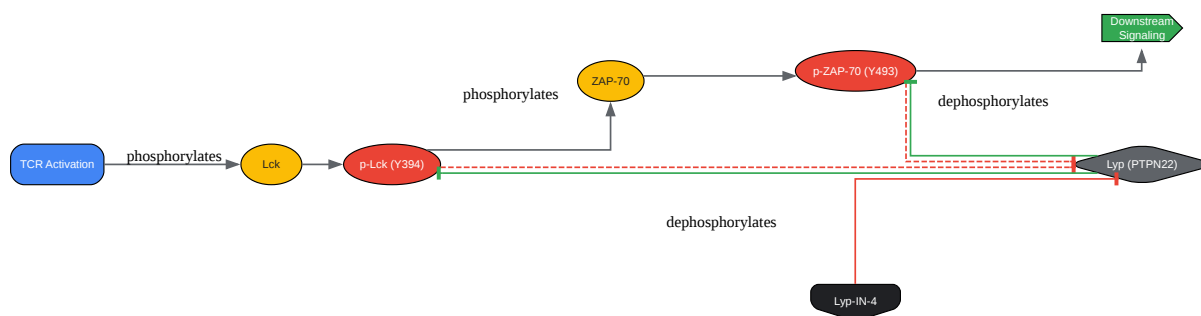 Downstream
Signaling
ZAP-70
p-ZAP-70 (Y493)
phosphorylates
dephosphorylates
TCR Activation
phosphorylates
Lck
p-Lck (Y394)
Lyp (PTPN22)
dephosphorylates
Lyp-IN-4